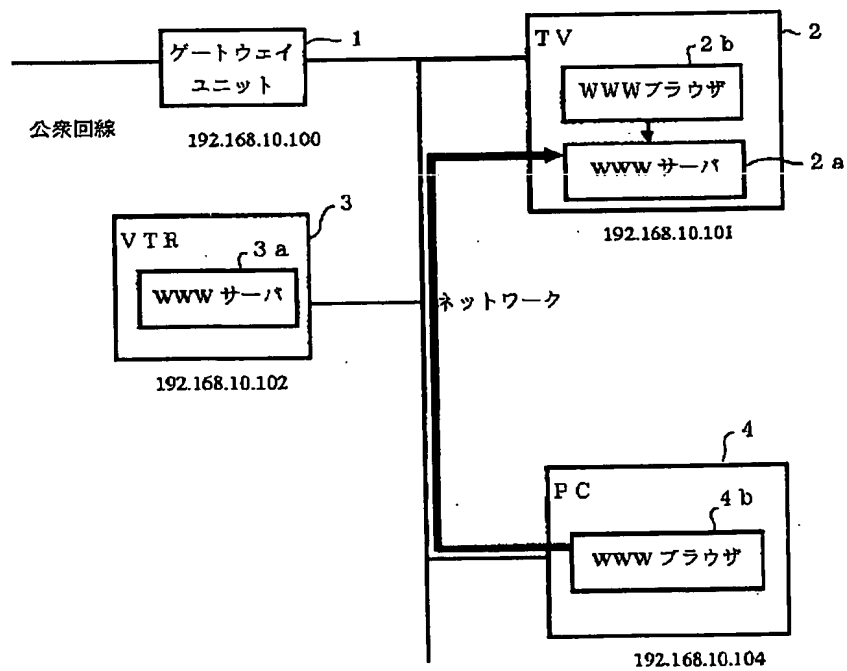 ゲートウェイ
ユニット
1
公衆回線
192.168.10.100
TV
2
2b
WWWブラウザ
WWWサーバ
2a
192.168.10.101
3
VTR
3a
WWWサーバ
192.168.10.102
ネットワーク
4
PC
4b
WWWブラウザ
192.168.10.104